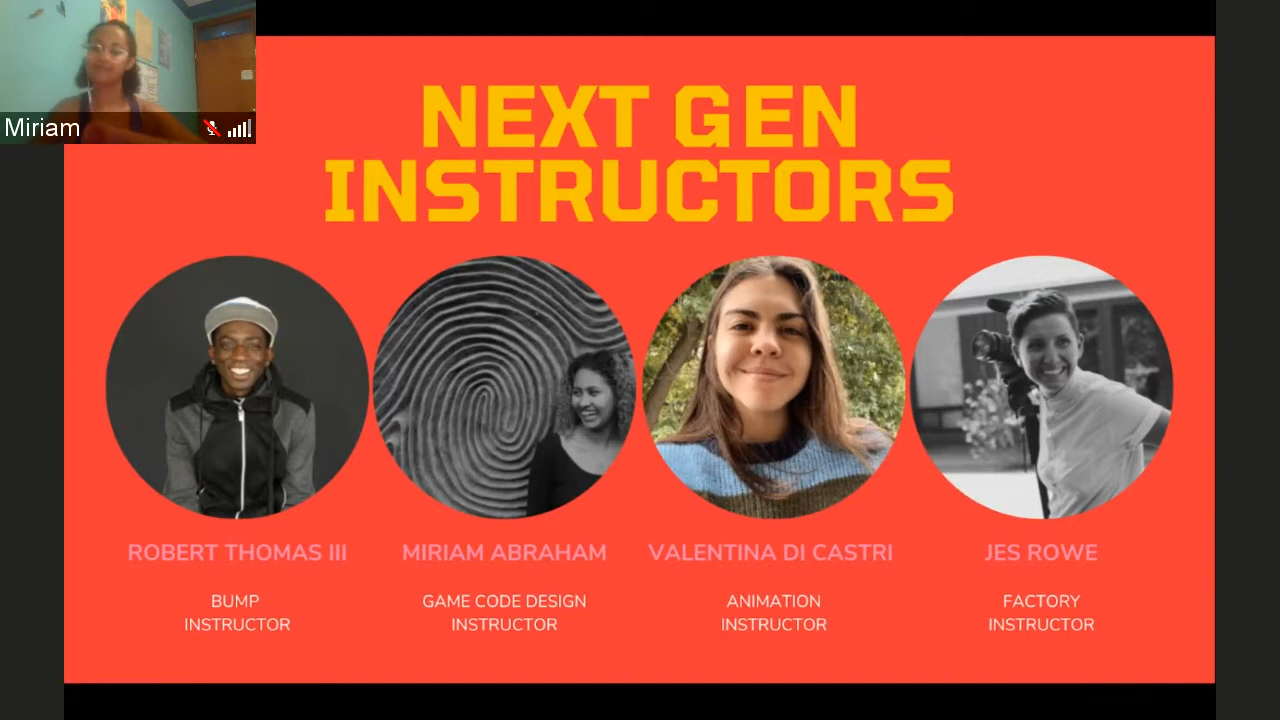 Miriam
NEXT GEN
INSTRUCTORS
ROBERT THOMAS III
BUMP
INSTRUCTOR
MIRIAM ABRAHAM
GAME CODE DESIGN
INSTRUCTOR
VALENTINA DI CASTRI
ANIMATION
INSTRUCTOR
JES ROWE
FACTORY
INSTRUCTOR